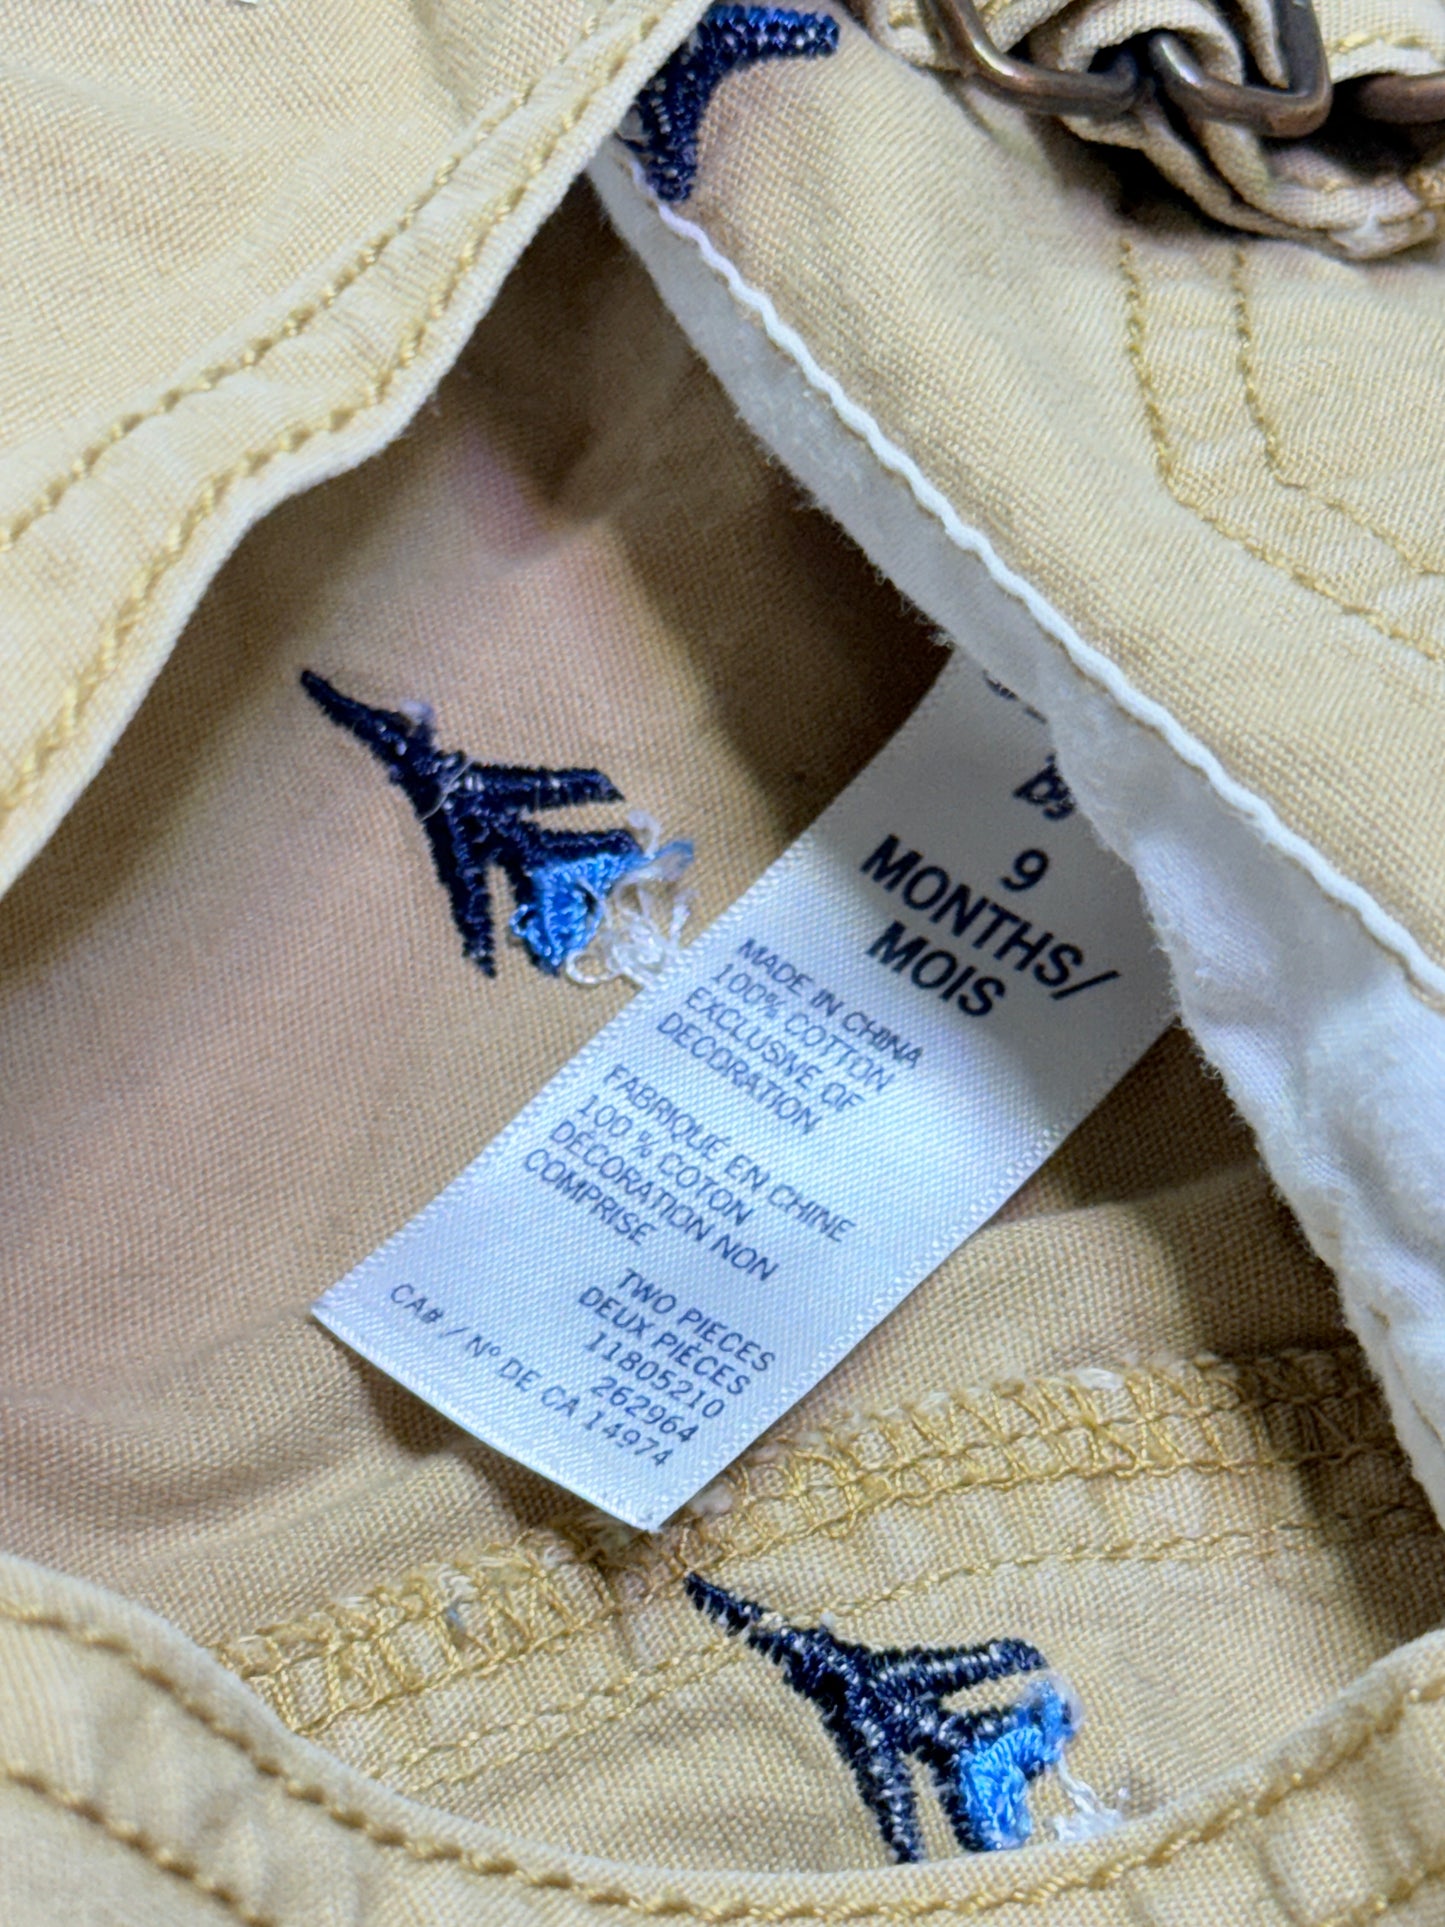 9
MONTHS/
MOIS
MADE IN CHINA
100% COTTON
EXCLUSIVE OF
DECORATION
FABRIQUÉ EN CHINE
100 % COTON
DÉCORATION NON
COMPRISE
TWO PIECES
DEUX PIÈCES
11805210
262964
CA# / Nº DE CA 14974